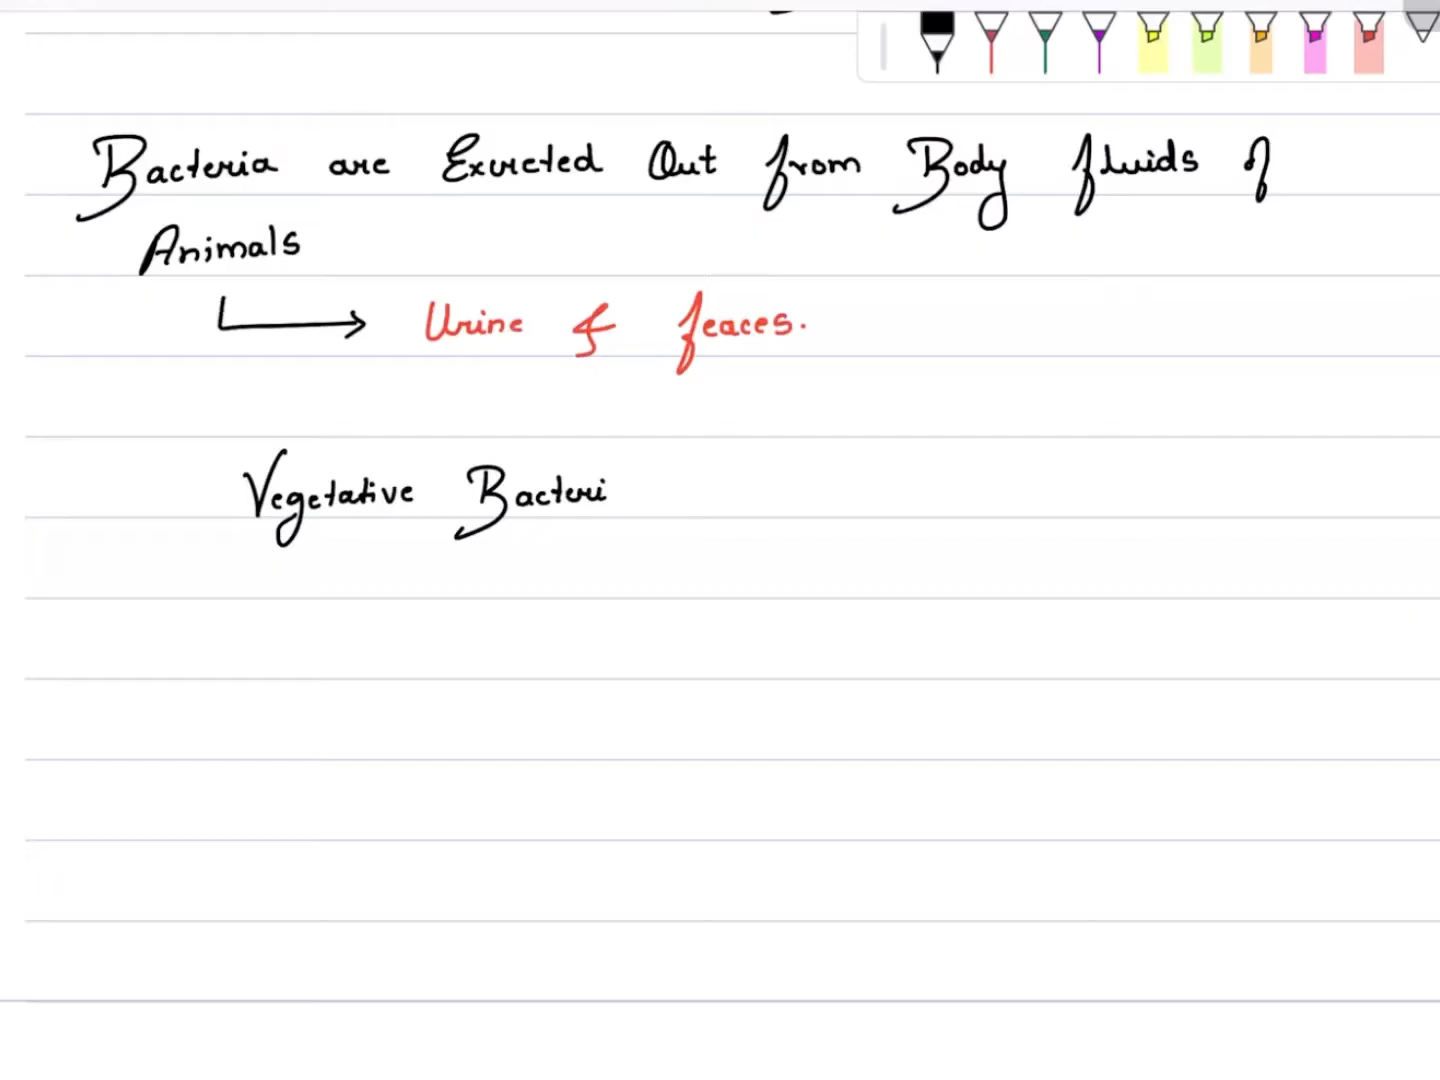 Bacteria are Excreted Out from Body fluids of
Animals
Urine & feaces.
Vegetative Bacteri